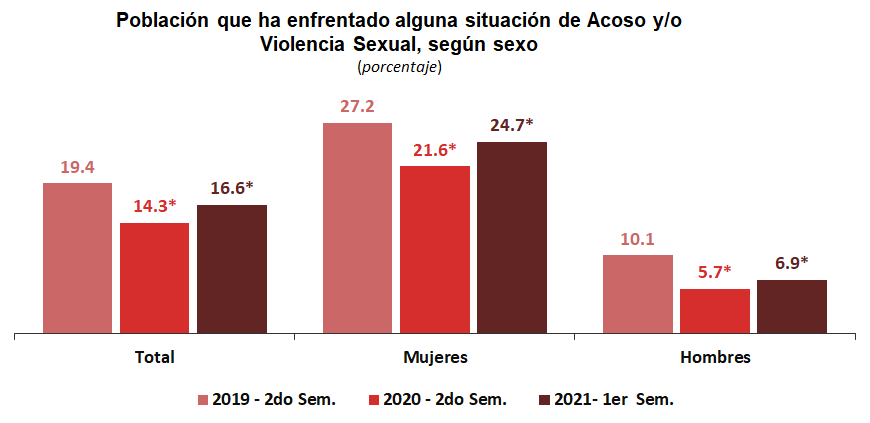 Población que ha enfrentado alguna situación de Acoso y/o
Violencia Sexual, según sexo
(porcentaje)
27.2
24.7*
21.6*
19.4
16.6*
14.3*
10.1
6.9*
5.7*
Total
Mujeres
Hombres
2019 - 2do Sem.
2020 - 2do Sem.
2021- 1er Sem.